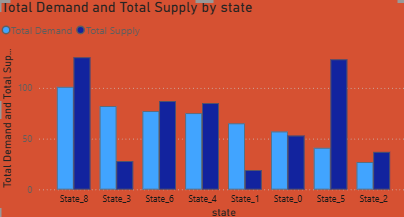 Total Demand and Total Supply by state
Total Demand Total Supply
Total Demand and Total Sup...
100
50
0
State_8 State_3 State_6 State_4 State_1 State_0 State_5 State_2
state